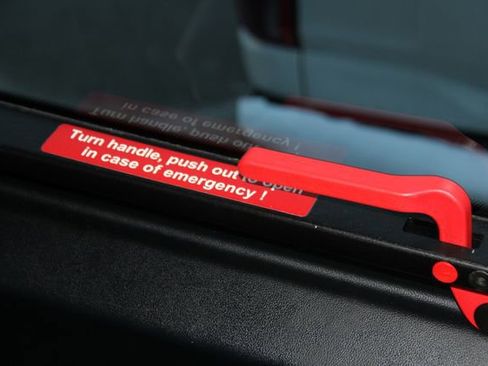 Turn handle, push out to open
in case of emergency !